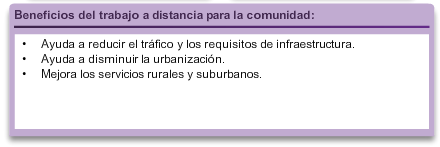 Beneficios del trabajo a distancia para la comunidad:
• Ayuda a reducir el tráfico y los requisitos de infraestructura.
• Ayuda a disminuir la urbanización.
• Mejora los servicios rurales y suburbanos.